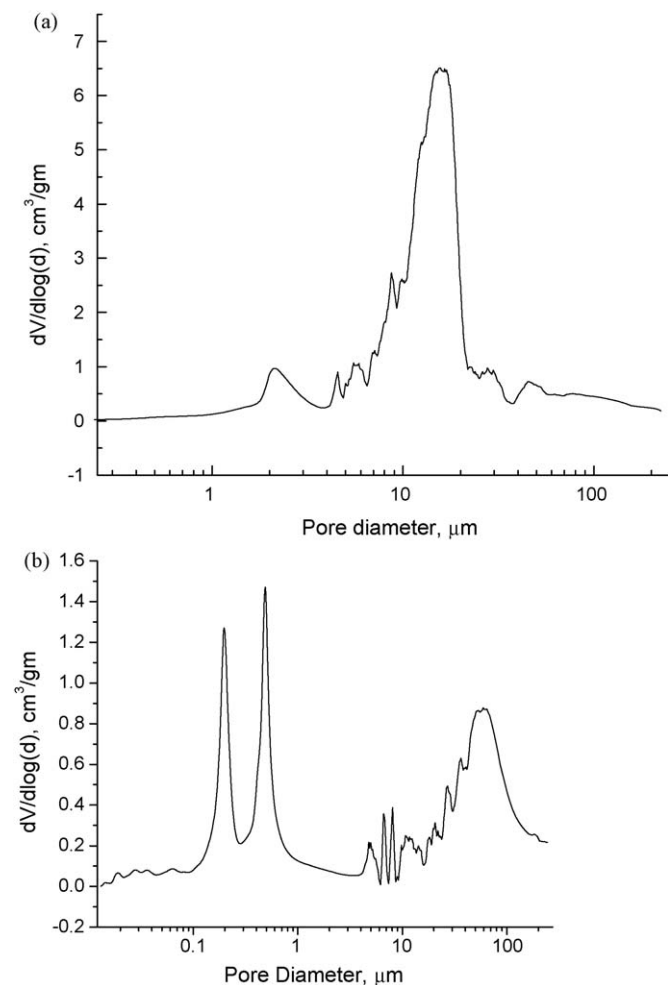 (a)
7
6
5
4
3
2
1
0
-1
dV/dlog(d), cm³/gm
1 10 100
Pore diameter, μm
(b)
1.6
1.4
1.2
1.0
0.8
0.6
0.4
0.2
0.0
-0.2
dV/dlog(d), cm³/gm
0.1 1 10 100
Pore Diameter, μm